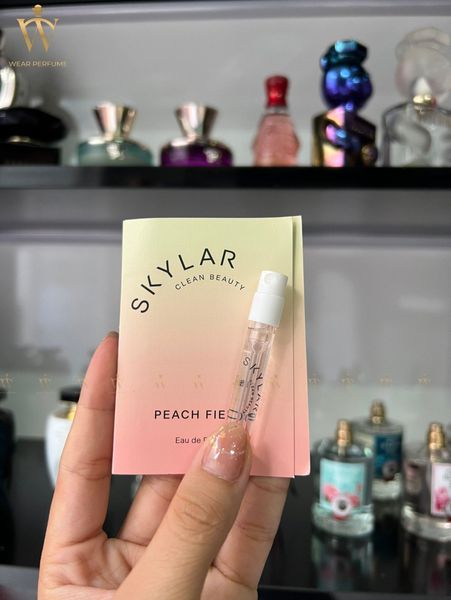 WEAR PERFUME
SKYLAR
CLEAN BEAUTY
SKYLAR
PEACH FIE
Eau de